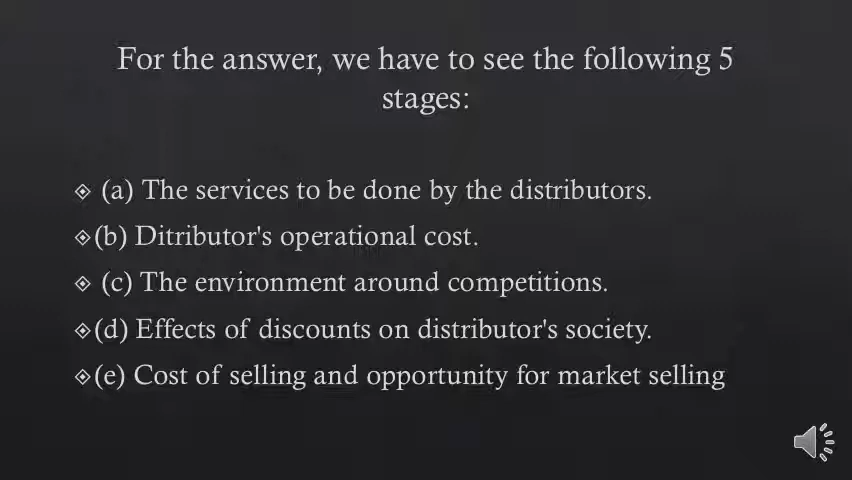 For the answer, we have to see the following 5
stages:
(a) The services to be done by the distributors.
(b) Ditributor's operational cost.
(c) The environment around competitions.
(d) Effects of discounts on distributor's society.
(e) Cost of selling and opportunity for market selling